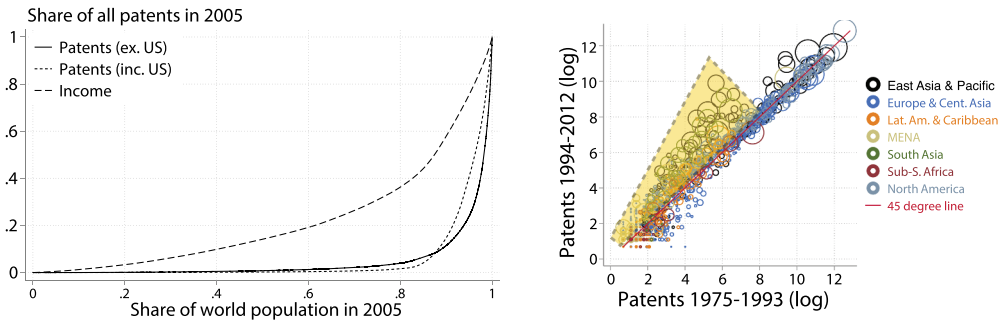 Share of all patents in 2005
1
.8
.6
.4
.2
0
Patents (ex. US)
Patents (inc. US)
Income
0 .2 .4 .6 .8 1
Share of world population in 2005
Patents 1994-2012 (log)
12
10
8
6
4
2
0
0 2 4 6 8 10 12
Patents 1975-1993 (log)
East Asia & Pacific
Europe & Cent. Asia
Lat. Am. & Caribbean
MENA
South Asia
Sub-S. Africa
North America
45 degree line